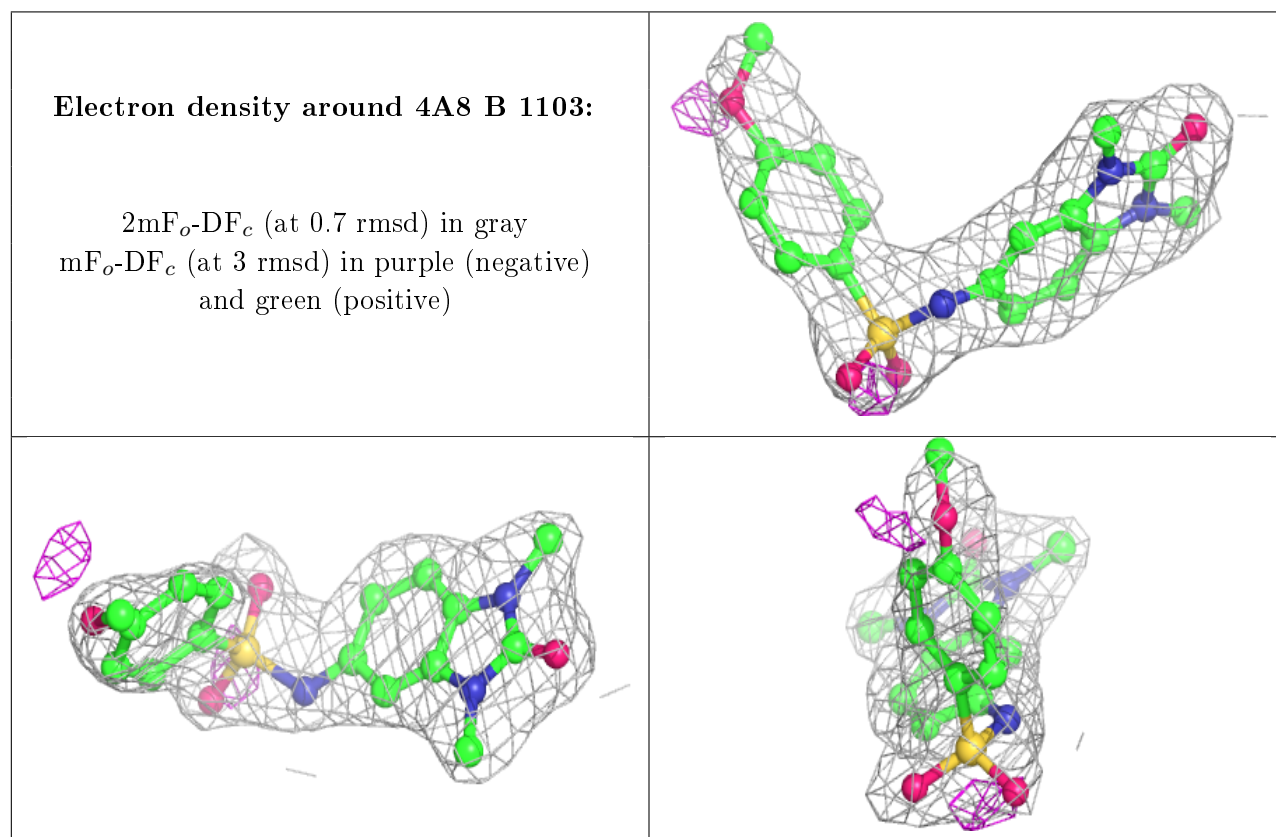 Electron density around 4A8 B 1103:
2mFo-DFc (at 0.7 rmsd) in gray
mFo-DFc (at 3 rmsd) in purple (negative)
and green (positive)